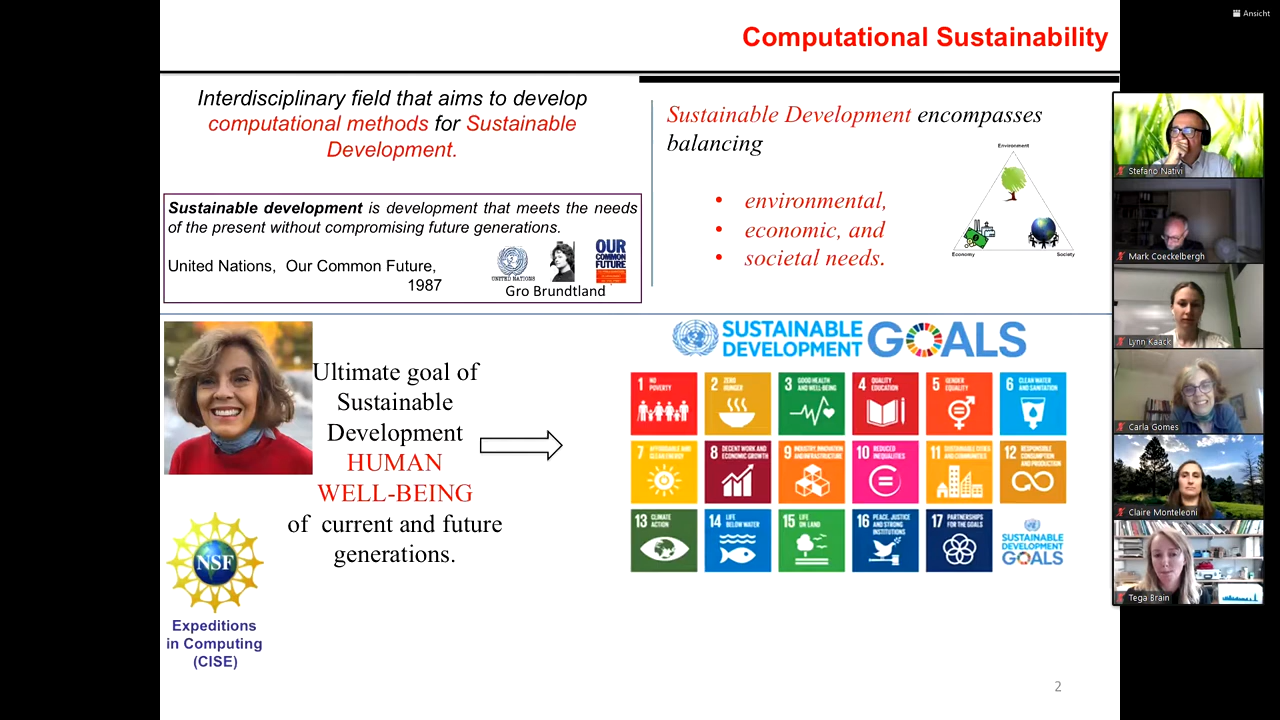 Ansicht
Computational Sustainability
Interdisciplinary field that aims to develop
computational methods for Sustainable
Development.
Sustainable development is development that meets the needs
of the present without compromising future generations.
United Nations, Our Common Future,
1987
UNITED NATIONS
OUR
COMMON
FUTURE
Gro Brundtland
Sustainable Development encompasses
balancing
• environmental,
• economic, and
• societal needs.
Environment
Economy
Society
Ultimate goal of
Sustainable
Development
HUMAN
WELL-BEING
of current and future
generations.
NSF
Expeditions
in Computing
(CISE)
SUSTAINABLE
DEVELOPMENT
GOALS
1 NO
POVERTY
2 ZERO
HUNGER
3 GOOD HEALTH
AND WELL-BEING
4 QUALITY
EDUCATION
5 GENDER
EQUALITY
6 CLEAN WATER
AND SANITATION
7 AFFORDABLE AND
CLEAN ENERGY
8 DECENT WORK AND
ECONOMIC GROWTH
9 INDUSTRY, INNOVATION
AND INFRASTRUCTURE
10 REDUCED
INEQUALITIES
11 SUSTAINABLE CITIES
AND COMMUNITIES
12 RESPONSIBLE
CONSUMPTION
AND PRODUCTION
13 CLIMATE
ACTION
14 LIFE
BELOW WATER
15 LIFE
ON LAND
16 PEACE, JUSTICE
AND STRONG
INSTITUTIONS
17 PARTNERSHIPS
FOR THE GOALS
SUSTAINABLE
DEVELOPMENT
GOALS
2
Stefano Nativi
Mark Coeckelbergh
Lynn Kaack
Carla Gomes
Claire Monteleoni
Tega Brain